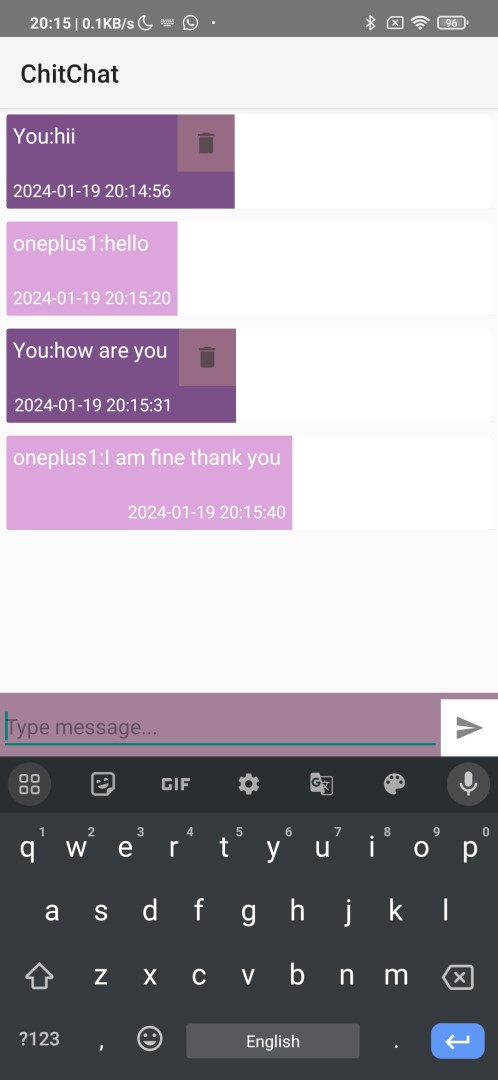 20:15 | 0.1KB/s
96
ChitChat
You:hii
2024-01-19 20:14:56
oneplus1:hello
2024-01-19 20:15:20
You:how are you
2024-01-19 20:15:31
oneplus1:I am fine thank you
2024-01-19 20:15:40
Type message...
GIF
1 2 3 4 5 6 7 8 9 0
q w e r t y u i o p
a s d f g h j k l
z x c v b n m
?123 , English .